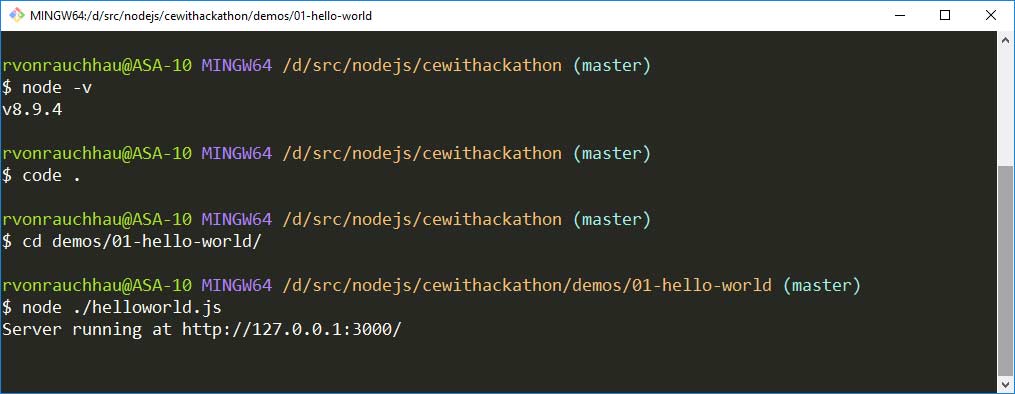 MINGW64:/d/src/nodejs/cewithackathon/demos/01-hello-world
rvonrauchhau@ASA-10 MINGW64 /d/src/nodejs/cewithackathon (master)
$ node -v
v8.9.4
rvonrauchhau@ASA-10 MINGW64 /d/src/nodejs/cewithackathon (master)
$ code .
rvonrauchhau@ASA-10 MINGW64 /d/src/nodejs/cewithackathon (master)
$ cd demos/01-hello-world/
rvonrauchhau@ASA-10 MINGW64 /d/src/nodejs/cewithackathon/demos/01-hello-world (master)
$ node ./helloworld.js
Server running at http://127.0.0.1:3000/